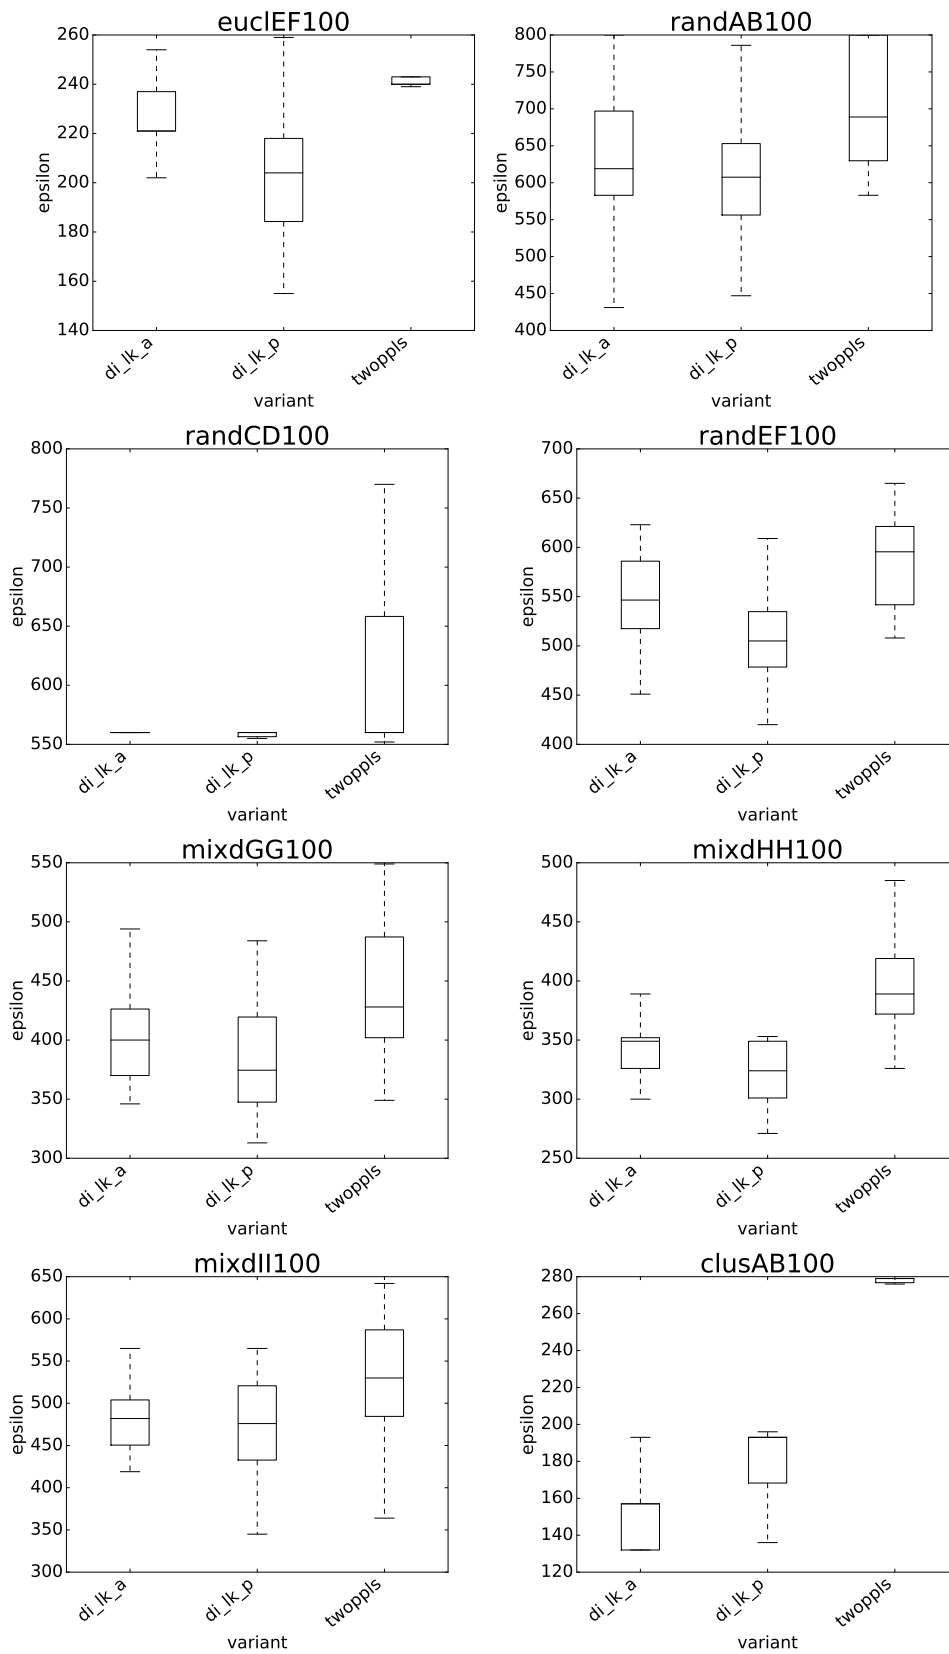 euclEF100
260
240
220
200
180
160
140
epsilon
di_lk_a
di_lk_p
twoppls
variant
randAB100
800
750
700
650
600
550
500
450
400
epsilon
di_lk_a
di_lk_p
twoppls
variant
randCD100
800
750
700
650
600
550
epsilon
di_lk_a
di_lk_p
twoppls
variant
randEF100
700
650
600
550
500
450
400
epsilon
di_lk_a
di_lk_p
twoppls
variant
mixdGG100
550
500
450
400
350
300
epsilon
di_lk_a
di_lk_p
twoppls
variant
mixdHH100
500
450
400
350
300
250
epsilon
di_lk_a
di_lk_p
twoppls
variant
mixdII100
650
600
550
500
450
400
350
300
epsilon
di_lk_a
di_lk_p
twoppls
variant
clusAB100
280
260
240
220
200
180
160
140
120
epsilon
di_lk_a
di_lk_p
twoppls
variant